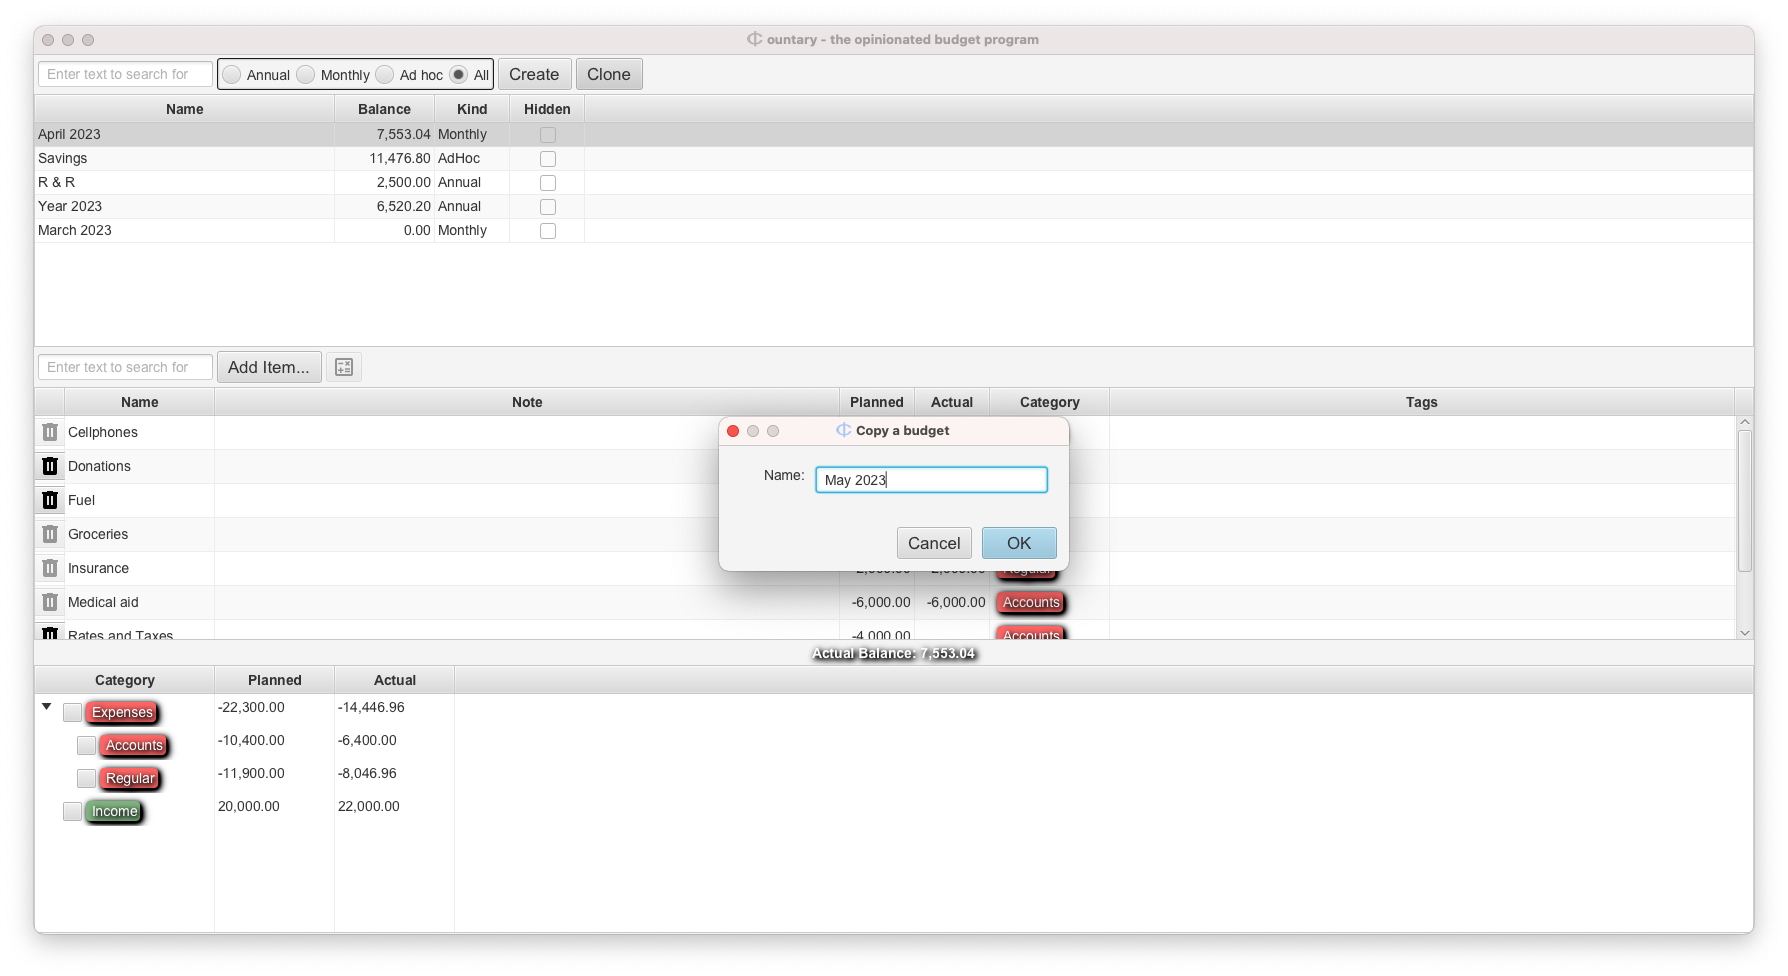 ountary - the opinionated budget program
Enter text to search for Annual Monthly Ad hoc All Create Clone
Name Balance Kind Hidden
April 2023 7,553.04 Monthly
Savings 11,476.80 AdHoc
R & R 2,500.00 Annual
Year 2023 6,520.20 Annual
March 2023 0.00 Monthly
Enter text to search for Add Item...
Name Note Planned Actual Category Tags
Cellphones
Donations
Fuel
Groceries
Insurance
Medical aid -6,000.00 -6,000.00 Accounts
Rates and Taxes -4,000.00 Accounts
Copy a budget
Name: May 2023
Cancel OK
Actual Balance: 7,553.04
Category Planned Actual
Expenses -22,300.00 -14,446.96
Accounts -10,400.00 -6,400.00
Regular -11,900.00 -8,046.96
Income 20,000.00 22,000.00